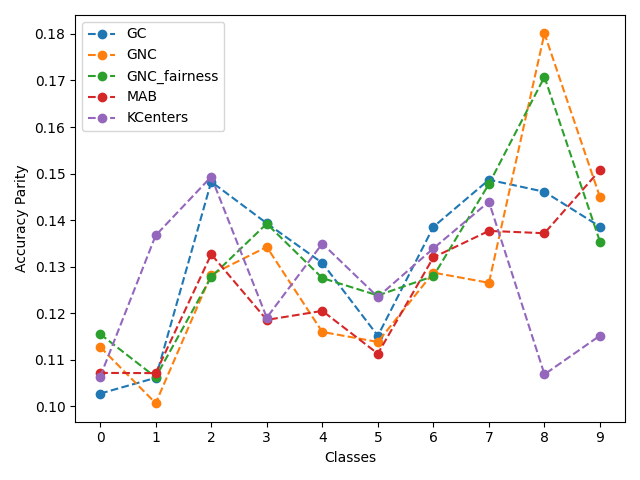 GC
GNC
GNC_fairness
MAB
KCenters
Accuracy Parity
0.18
0.17
0.16
0.15
0.14
0.13
0.12
0.11
0.10
0 1 2 3 4 5 6 7 8 9
Classes